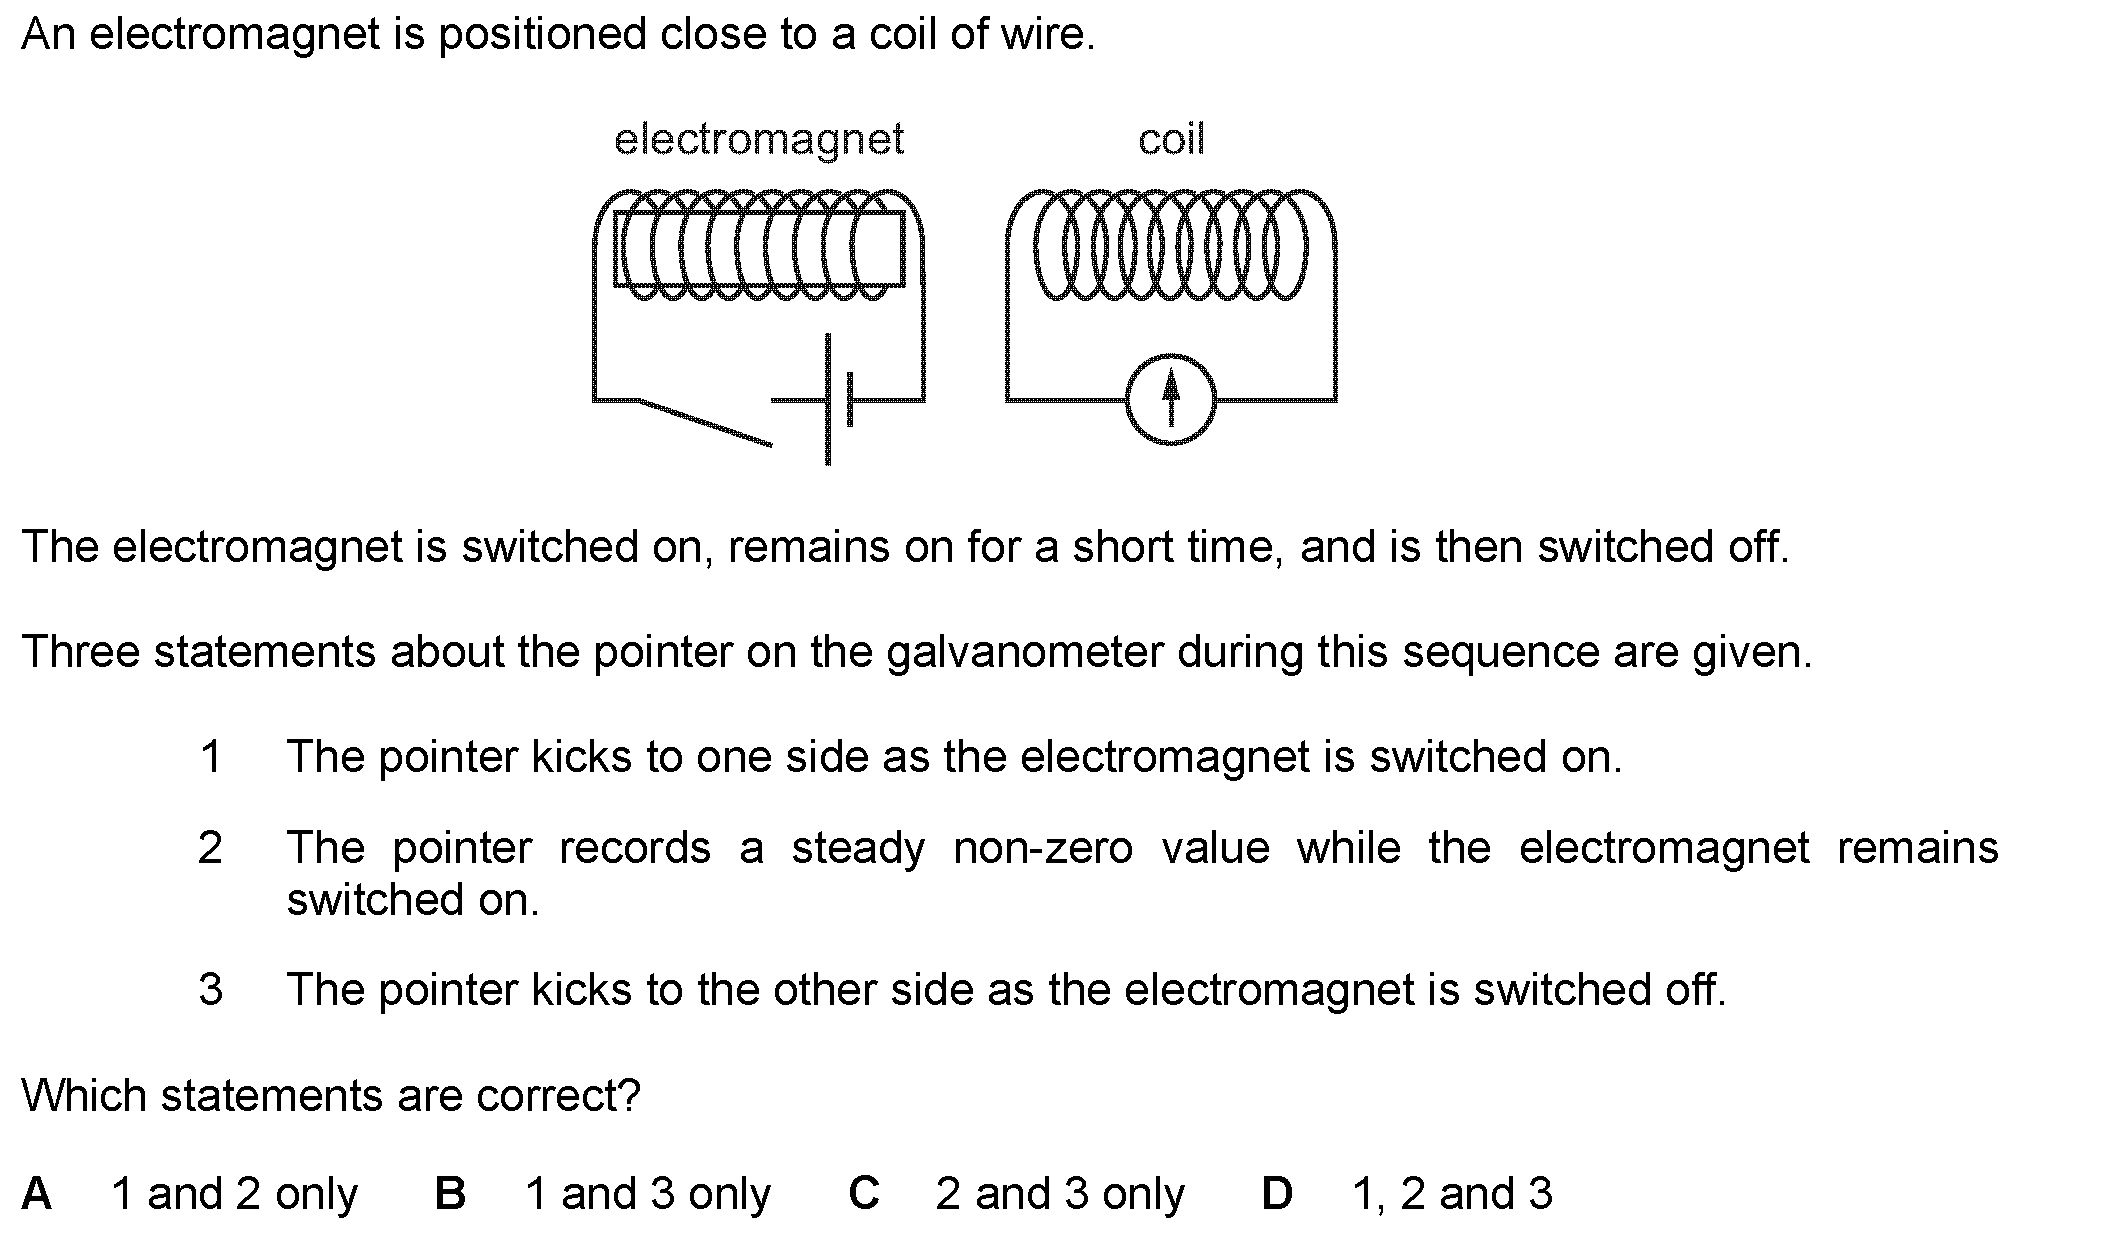 An electromagnet is positioned close to a coil of wire.
electromagnet coil
The electromagnet is switched on, remains on for a short time, and is then switched off.
Three statements about the pointer on the galvanometer during this sequence are given.
1 The pointer kicks to one side as the electromagnet is switched on.
2 The pointer records a steady non-zero value while the electromagnet remains
switched on.
3 The pointer kicks to the other side as the electromagnet is switched off.
Which statements are correct?
A 1 and 2 only B 1 and 3 only C 2 and 3 only D 1, 2 and 3